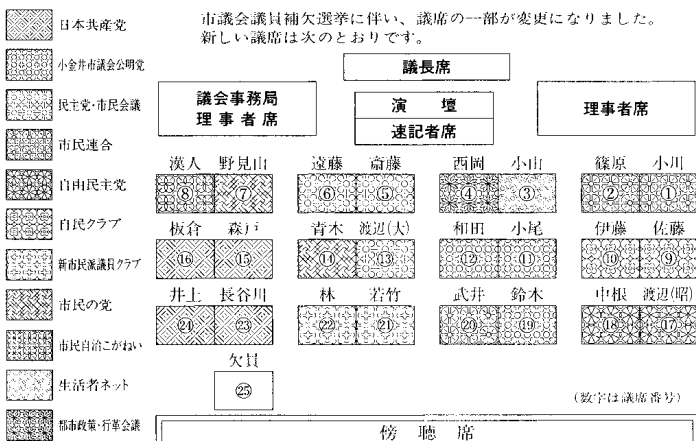 市議会議員補欠選挙に伴い、議席の一部が変更になりました。
新しい議席は次のとおりです。
日本共産党
小金井市議会公明党
民主党・市民会議
市民連合
自由民主党
自民クラブ
新市民派議員クラブ
市民の党
市民自治こがねい
生活者ネット
都市政策・行革会議
議長席
議会事務局
理事者席
演壇
速記者席
理事者席
漢人 野見山 遠藤 斎藤 西岡 小山 篠原 小川
⑧ ⑦ ⑥ ⑤ ④ ③ ② ①
板倉 森戸 青木 渡辺(大) 和田 小尾 伊藤 佐藤
⑯ ⑮ ⑭ ⑬ ⑫ ⑪ ⑩ ⑨
井上 長谷川 林 若竹 武井 鈴木 中根 渡辺(昭)
㉔ ㉓ ㉒ ㉑ ⑳ ⑲ ⑱ ⑰
欠員
㉕
(数字は議席番号)
傍聴席